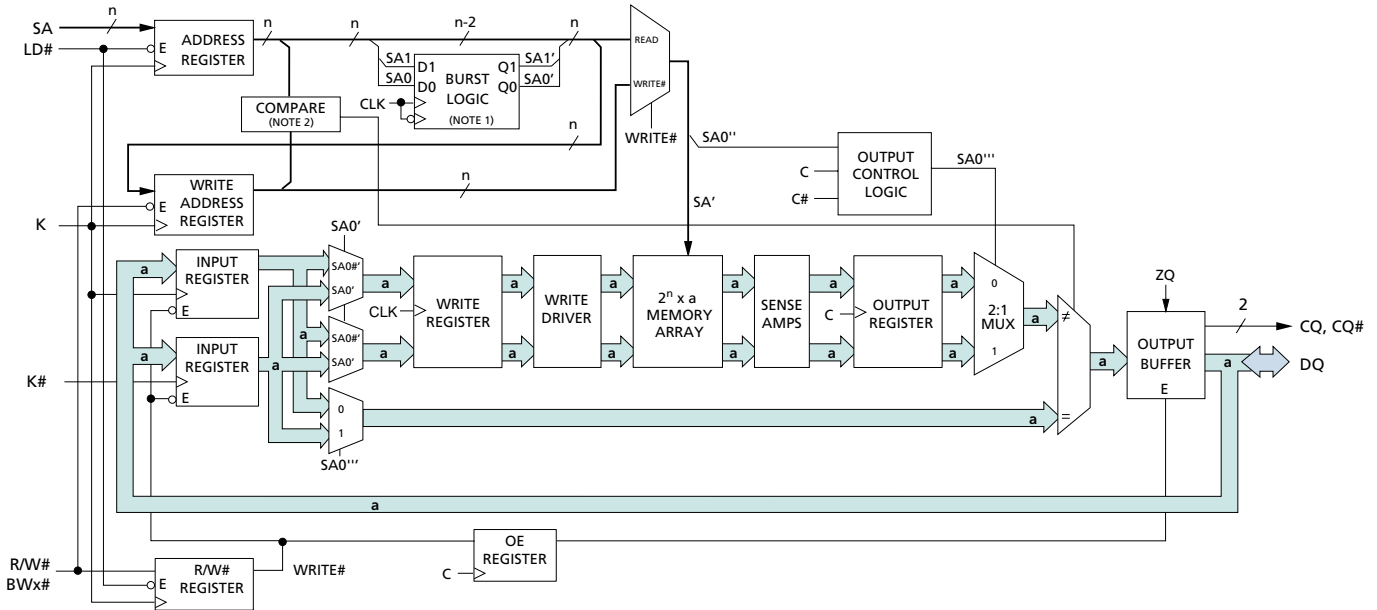 SA
n
LD#
E
ADDRESS
REGISTER
n
n
n-2
n
SA1
SA0
D1
D0
BURST
LOGIC
(NOTE 1)
Q1
Q0
SA1'
SA0'
CLK
COMPARE
(NOTE 2)
READ
WRITE#
WRITE#
n
n
K
E
WRITE
ADDRESS
REGISTER
SA0''
SA'
C
C#
OUTPUT
CONTROL
LOGIC
SA0'''
SA0'
a
INPUT
REGISTER
E
SA0#'
SA0'
a
CLK
WRITE
REGISTER
a
WRITE
DRIVER
a
2ⁿ x a
MEMORY
ARRAY
a
SENSE
AMPS
a
C
OUTPUT
REGISTER
a
0
2:1
MUX
1
a
≠
=
ZQ
OUTPUT
BUFFER
E
2
CQ, CQ#
a
a
DQ
a
SA0#'
SA0'
a
a
a
a
a
a
a
INPUT
REGISTER
E
a
K#
0
1
SA0'''
a
a
R/W#
BWx#
E
R/W#
REGISTER
WRITE#
C
OE
REGISTER